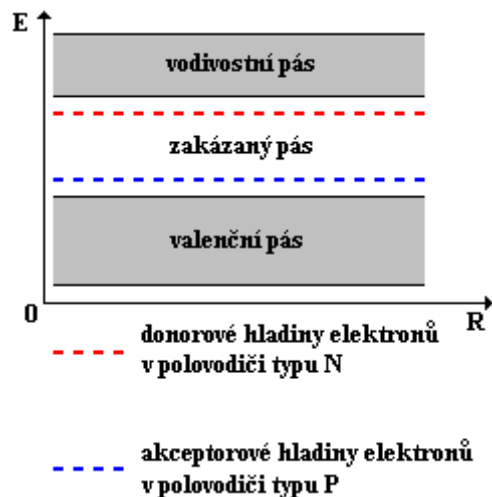 E
vodivostní pás
zakázaný pás
valenční pás
0
R
donorové hladiny elektronů
v polovodiči typu N
akceptorové hladiny elektronů
v polovodiči typu P